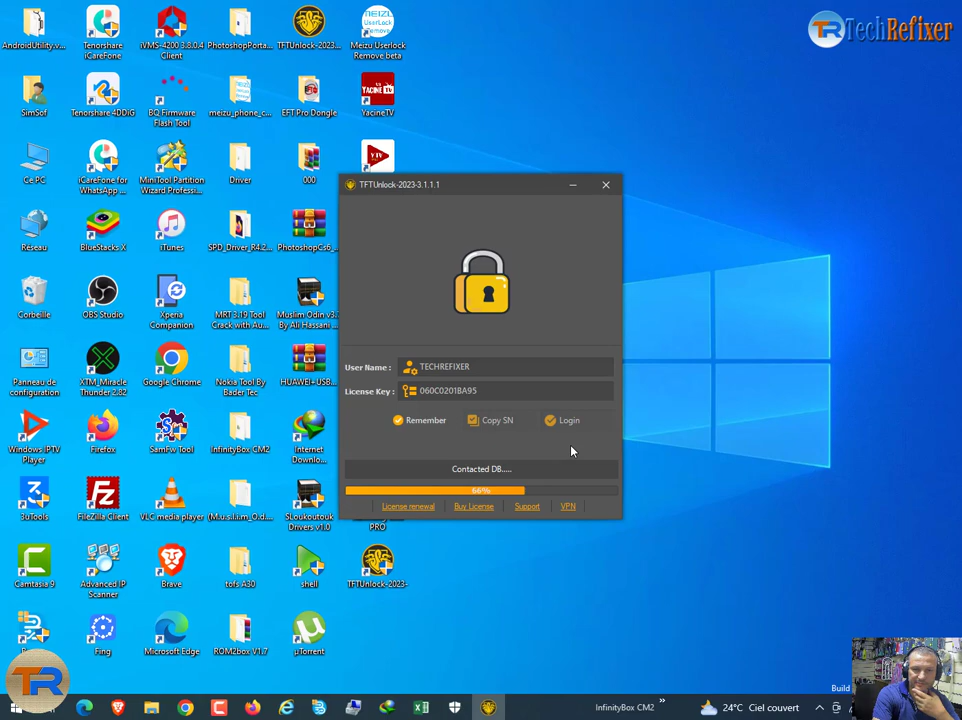 TechRefixer
AndroidUtility.v...
Tenorshare
iCareFone
iVMS-4200 3.8.0.4
Client
PhotoshopPorta...
TFTUnlock-2023...
Meizu Userlock
Remove beta
MEIZU
UserLock
Remove
SimSof
Tenorshare 4DDiG
BQ Firmware
Flash Tool
meizu_phone_c...
EFT Pro Dongle
YacineTV
Ce PC
iCareFone for
WhatsApp ...
MiniTool Partition
Wizard Professi...
Driver
000
Réseau
BlueStacks X
iTunes
SPD_Driver_R4.2...
PhotoshopCs6_...
Corbeille
OBS Studio
Xperia
Companion
MRT 3.19 Tool
Crack with Au...
Muslim Odin v3.
By Ali Hassani
Panneau de
configuration
XTM_Miracle
Thunder 2.82
Google Chrome
Nokia Tool By
Bader Tec
HUAWEI+USB...
Windows IPTV
Player
Firefox
SamFw Tool
InfinityBox CM2
Internet
Downlo...
3uTools
FileZilla Client
VLC media player
(M.u.s.l.i.m_O.d...
SLoukoutouk
Drivers v1.0
PRO
Camtasia 9
Advanced IP
Scanner
Brave
tofs A30
shell
TFTUnlock-2023-
Fing
Microsoft Edge
ROM2box V1.7
µTorrent
TFTUnlock-2023-3.1.1.1
User Name :
TECHREFIXER
License Key :
060C0201BA95
Remember
Copy SN
Login
Contacted DB.....
66%
License renewal
Buy License
Support
VPN
TR
Build
InfinityBox CM2
24°C Ciel couvert